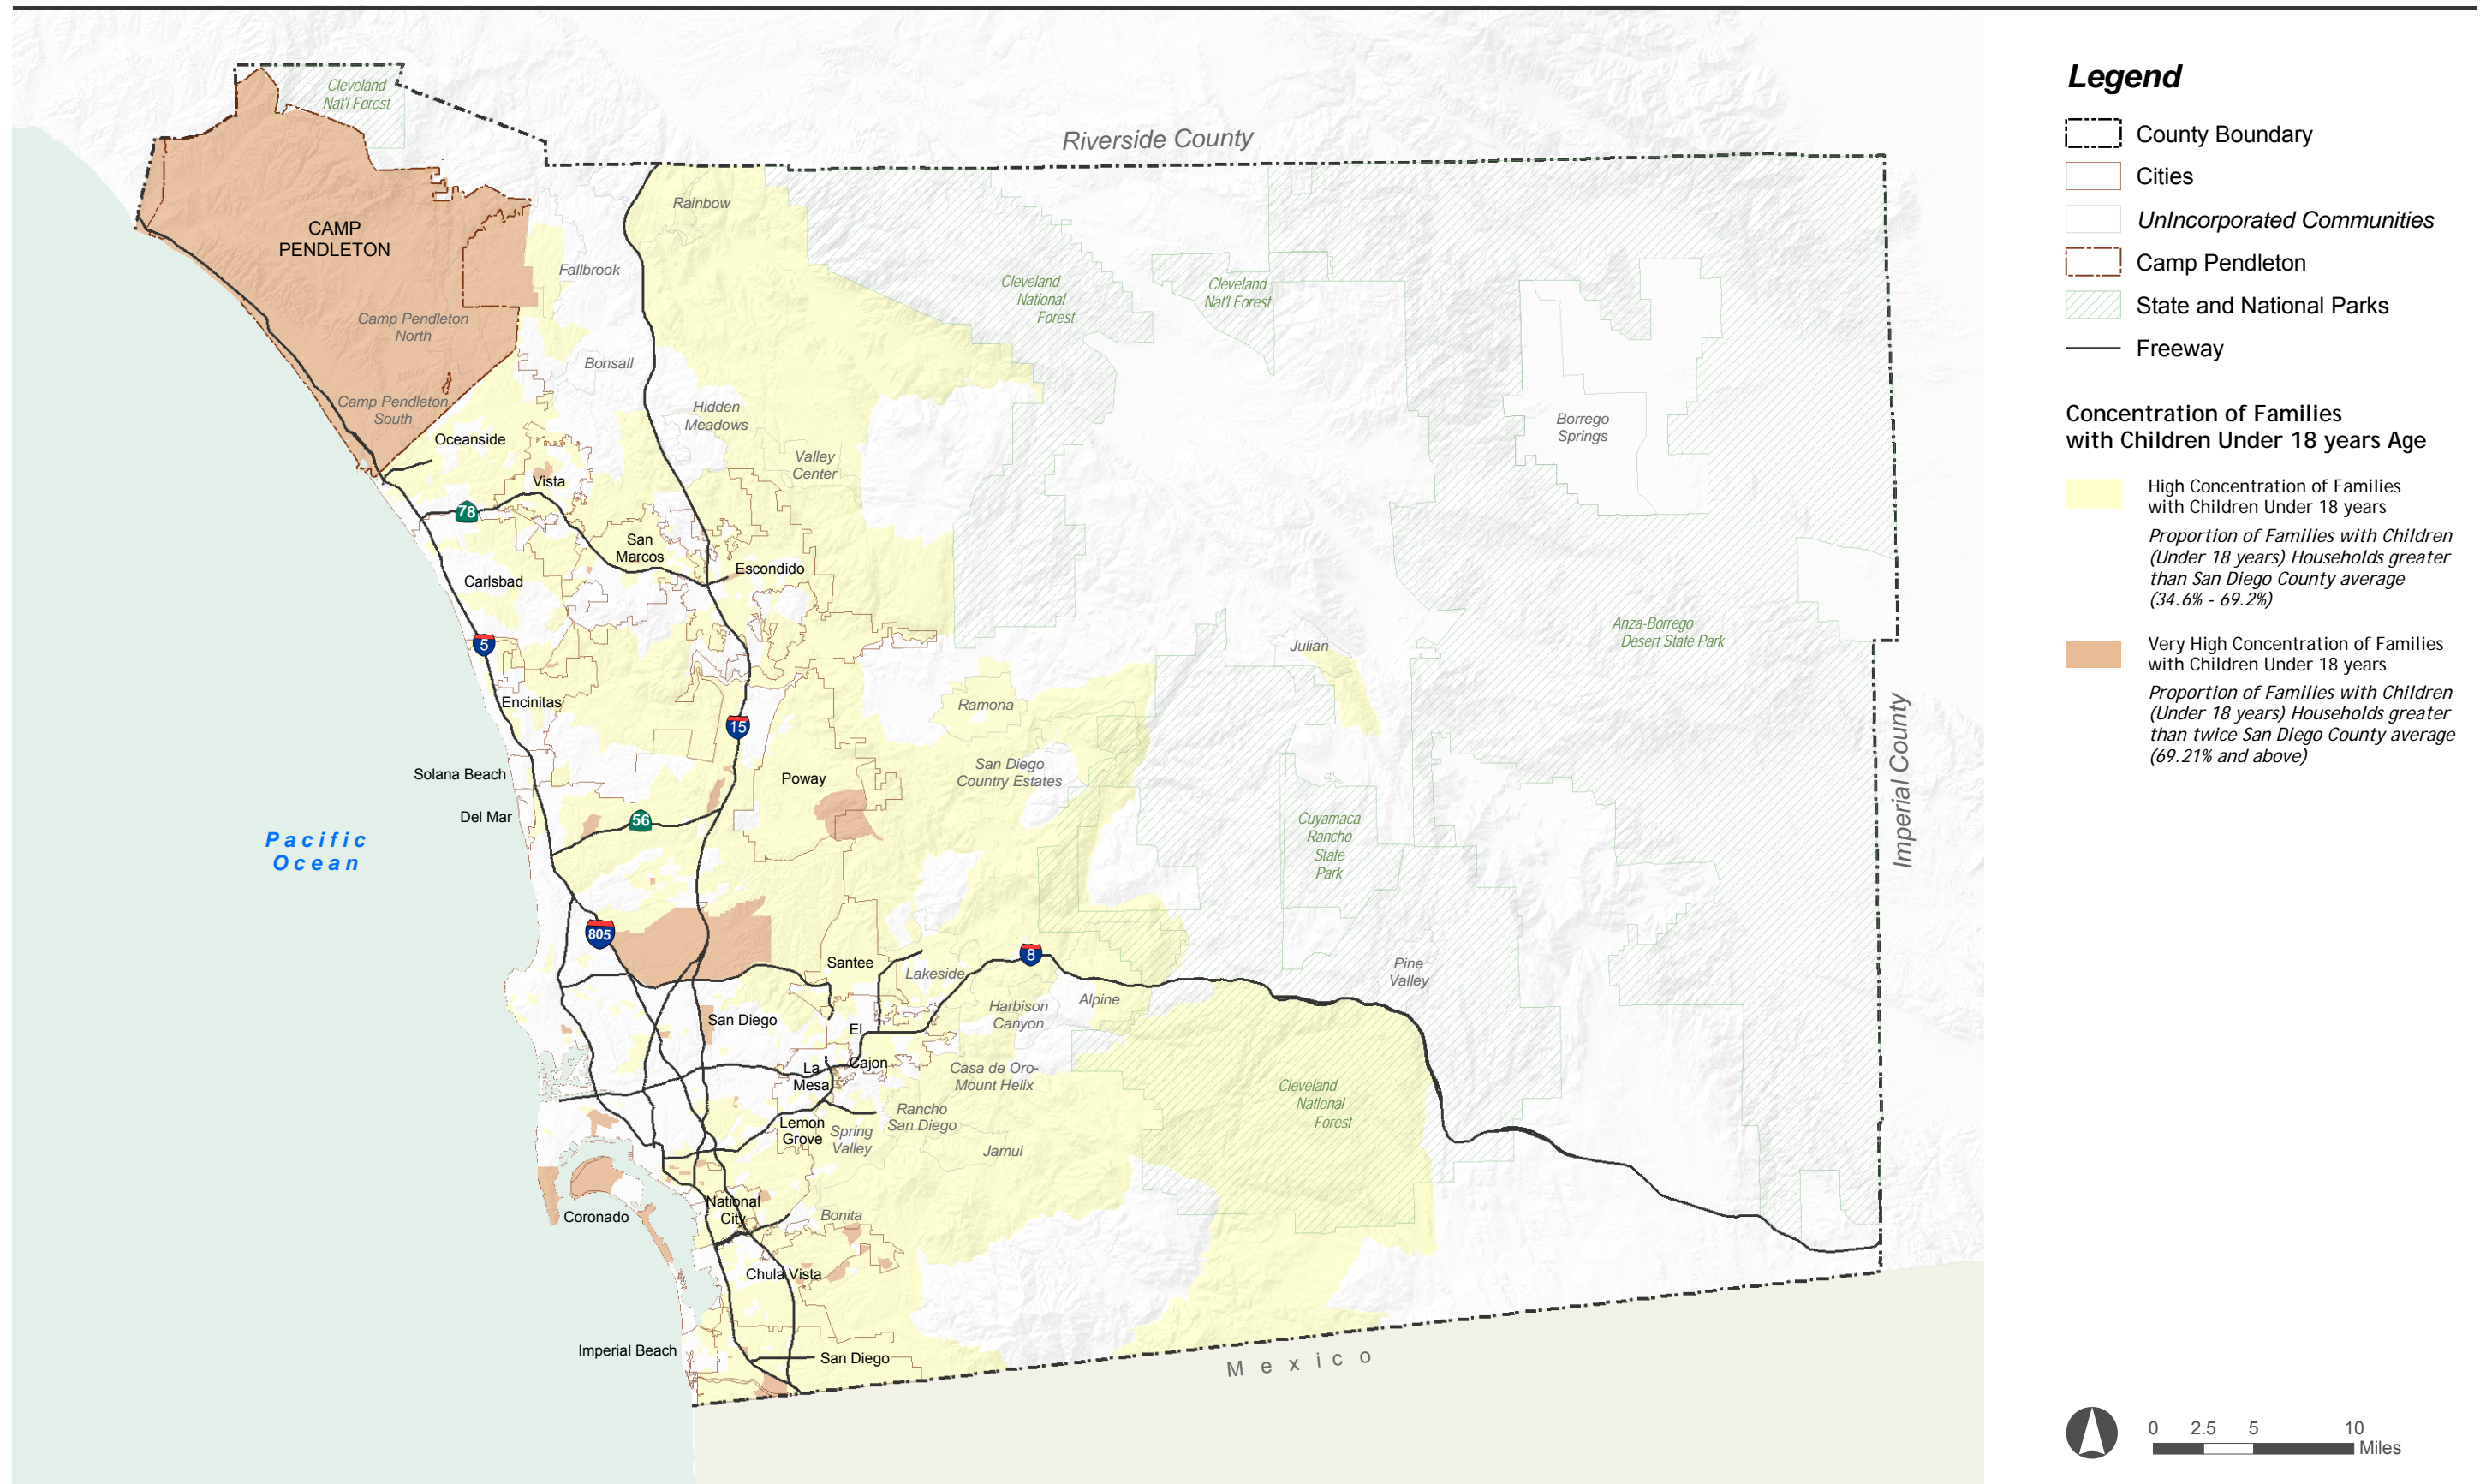 Cleveland
Nat'l Forest
Riverside County
CAMP
PENDLETON
Rainbow
Fallbrook
Cleveland
National
Forest
Cleveland
Nat'l Forest
Camp Pendleton
North
Bonsall
Camp Pendleton
South
Hidden
Meadows
Borrego
Springs
Oceanside
Valley
Center
Vista
78
San
Marcos
Escondido
Carlsbad
5
Anza-Borrego
Desert State Park
Julian
Encinitas
Ramona
15
Imperial County
Solana Beach
Poway
San Diego
Country Estates
Del Mar
56
Cuyamaca
Rancho
State
Park
Pacific
Ocean
805
Santee
Lakeside
8
Pine
Valley
Harbison
Canyon
Alpine
San Diego
El
Cajon
La
Mesa
Casa de Oro-
Mount Helix
Cleveland
National
Forest
Rancho
San Diego
Lemon
Grove
Spring
Valley
Jamul
National
City
Bonita
Coronado
Chula Vista
Imperial Beach
San Diego
Mexico
Legend
County Boundary
Cities
UnIncorporated Communities
Camp Pendleton
State and National Parks
Freeway
Concentration of Families
with Children Under 18 years Age
High Concentration of Families
with Children Under 18 years
Proportion of Families with Children
(Under 18 years) Households greater
than San Diego County average
(34.6% - 69.2%)
Very High Concentration of Families
with Children Under 18 years
Proportion of Families with Children
(Under 18 years) Households greater
than twice San Diego County average
(69.21% and above)
0 2.5 5 10
Miles